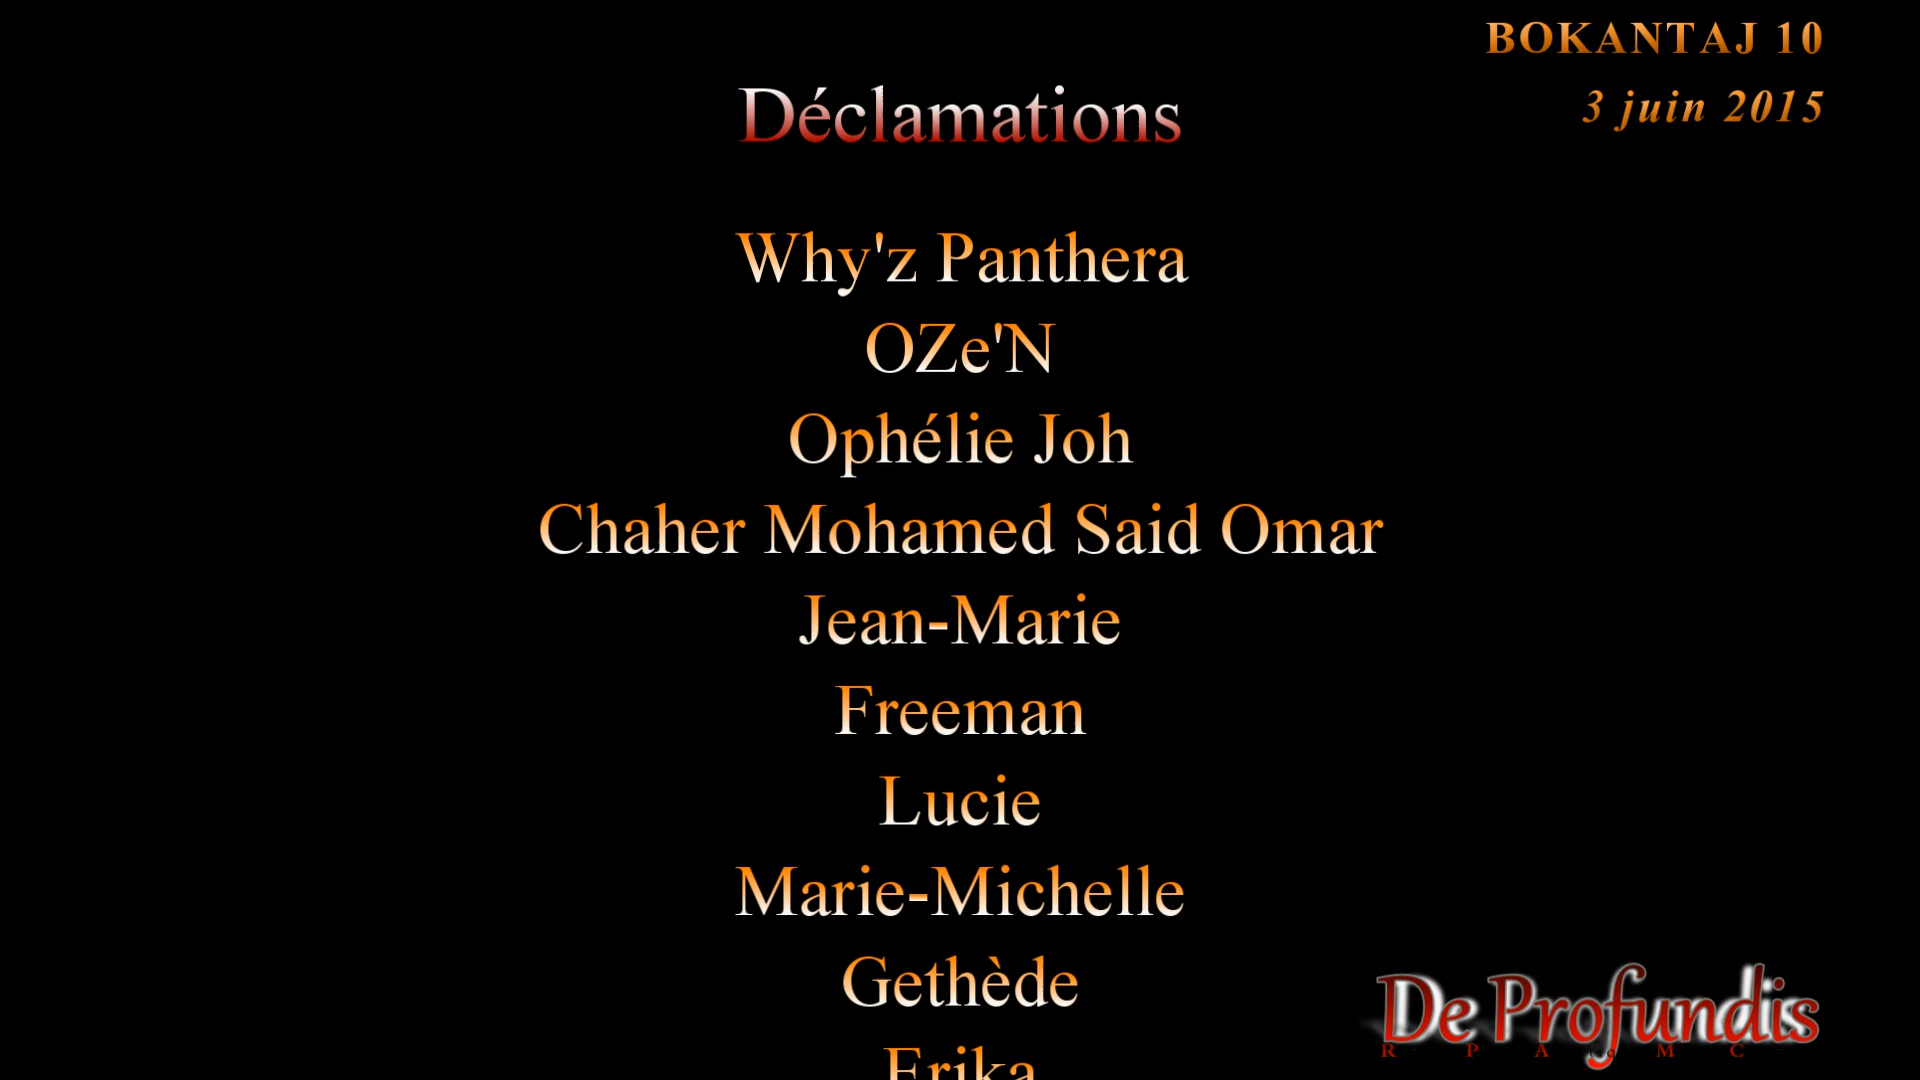 BOKANTAJ 10
3 juin 2015
Déclamations
Why'z Panthera
OZe'N
Ophélie Joh
Chaher Mohamed Said Omar
Jean-Marie
Freeman
Lucie
Marie-Michelle
Gethède
Erika
De Profundis